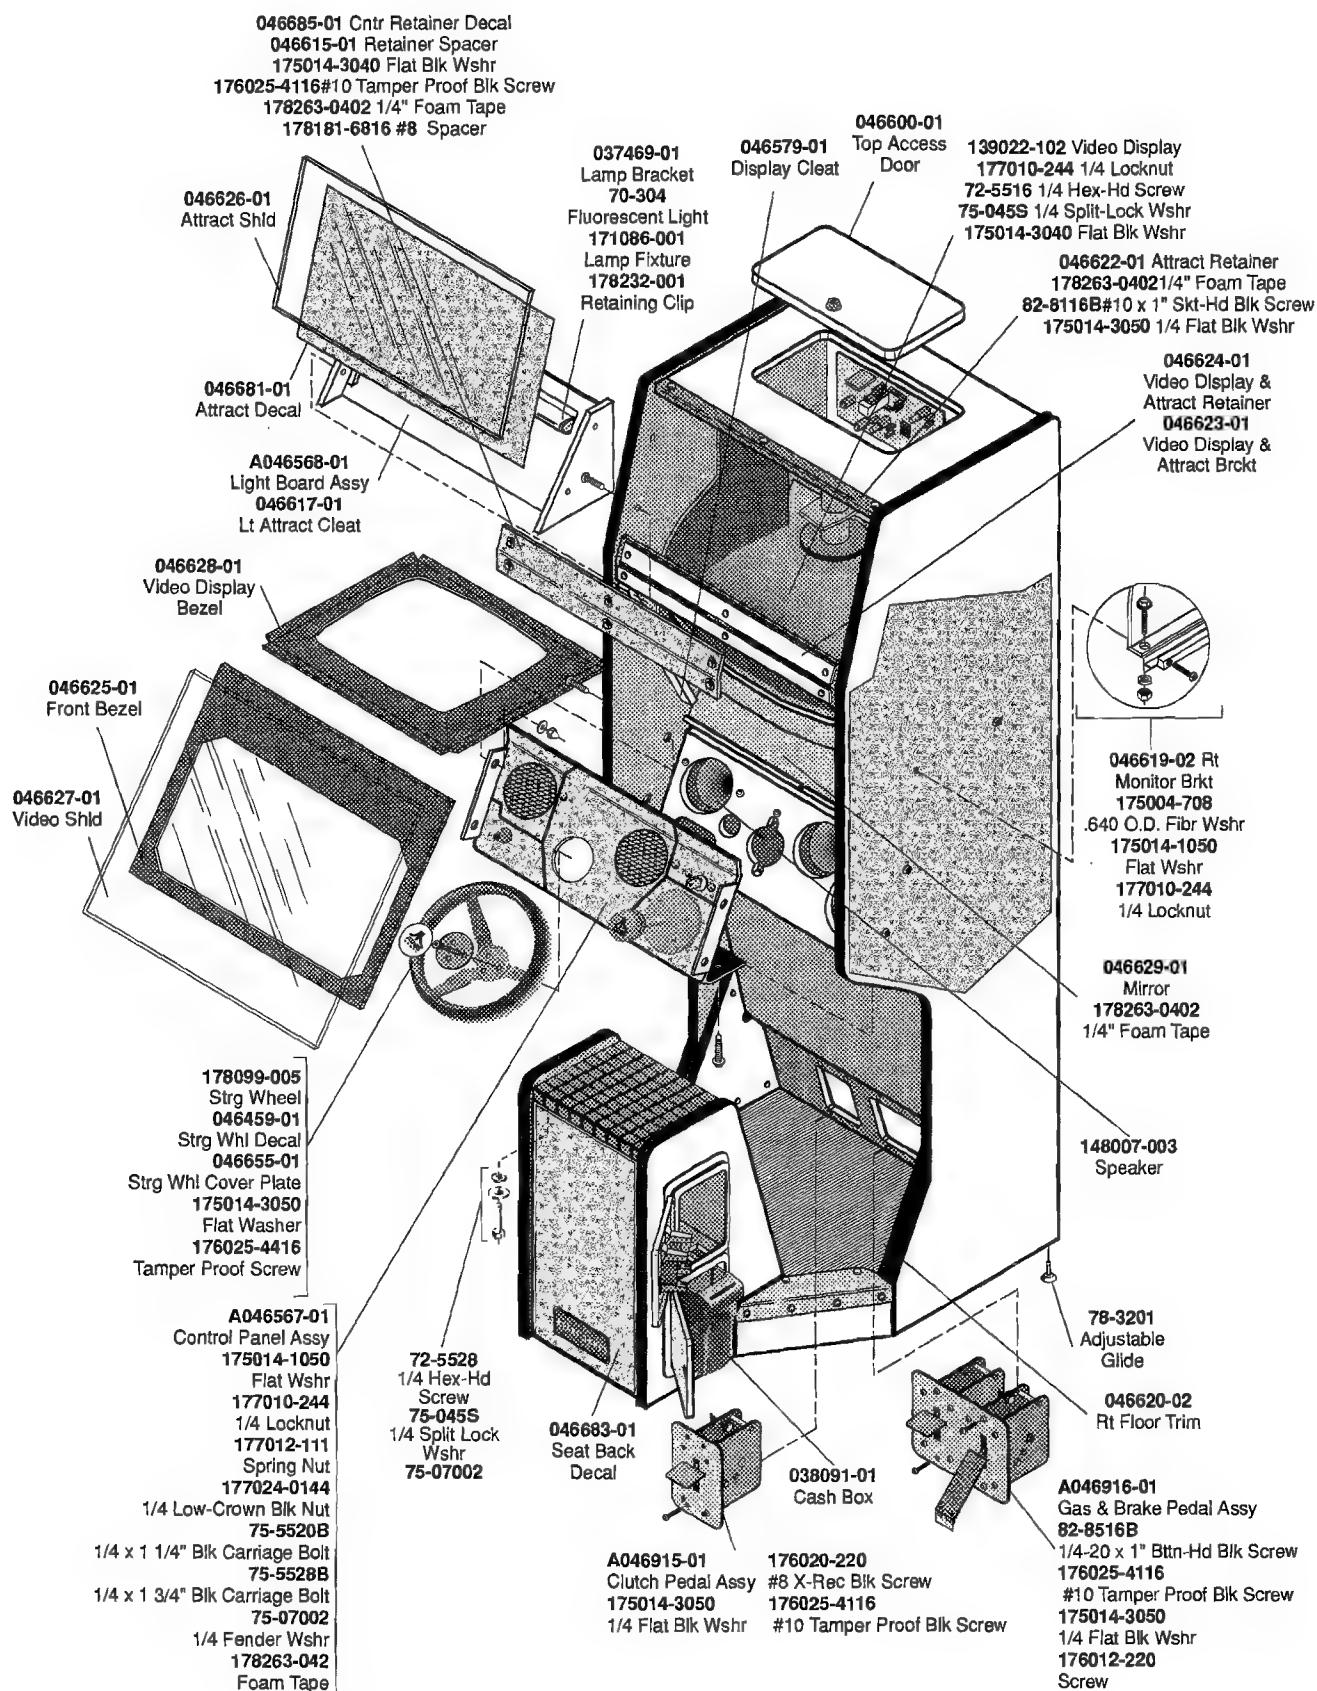 046685-01 Cntr Retainer Decal
046615-01 Retainer Spacer
175014-3040 Flat Blk Wshr
176025-4116#10 Tamper Proof Blk Screw
178263-0402 1/4" Foam Tape
178181-6816 #8 Spacer
046626-01
Attract Shld
037469-01
Lamp Bracket
70-304
Fluorescent Light
171086-001
Lamp Fixture
178232-001
Retaining Clip
046579-01
Display Cleat
046600-01
Top Access
Door
139022-102 Video Display
177010-244 1/4 Locknut
72-5516 1/4 Hex-Hd Screw
75-045S 1/4 Split-Lock Wshr
175014-3040 Flat Blk Wshr
046622-01 Attract Retainer
178263-04021/4" Foam Tape
82-8116B#10 x 1" Skt-Hd Blk Screw
175014-3050 1/4 Flat Blk Wshr
046624-01
Video Display &
Attract Retainer
046623-01
Video Display &
Attract Brckt
046681-01
Attract Decal
A046568-01
Light Board Assy
046617-01
Lt Attract Cleat
046628-01
Video Display
Bezel
046625-01
Front Bezel
046627-01
Video Shld
046619-02 Rt
Monitor Brkt
175004-708
.640 O.D. Fibr Wshr
175014-1050
Flat Wshr
177010-244
1/4 Locknut
046629-01
Mirror
178263-0402
1/4" Foam Tape
178099-005
Strg Wheel
046459-01
Strg Whl Decal
046655-01
Strg Whl Cover Plate
175014-3050
Flat Washer
176025-4416
Tamper Proof Screw
148007-003
Speaker
A046567-01
Control Panel Assy
175014-1050
Flat Wshr
177010-244
1/4 Locknut
177012-111
Spring Nut
177024-0144
1/4 Low-Crown Blk Nut
75-5520B
1/4 x 1 1/4" Blk Carriage Bolt
75-5528B
1/4 x 1 3/4" Blk Carriage Bolt
75-07002
1/4 Fender Wshr
178263-042
Foam Tape
72-5528
1/4 Hex-Hd
Screw
75-045S
1/4 Split Lock
Wshr
75-07002
046683-01
Seat Back
Decal
038091-01
Cash Box
78-3201
Adjustable
Glide
046620-02
Rt Floor Trim
A046915-01
Clutch Pedal Assy
175014-3050
1/4 Flat Blk Wshr
176020-220
#8 X-Rec Blk Screw
176025-4116
#10 Tamper Proof Blk Screw
A046916-01
Gas & Brake Pedal Assy
82-8516B
1/4-20 x 1" Bttn-Hd Blk Screw
176025-4116
#10 Tamper Proof Blk Screw
175014-3050
1/4 Flat Blk Wshr
176012-220
Screw